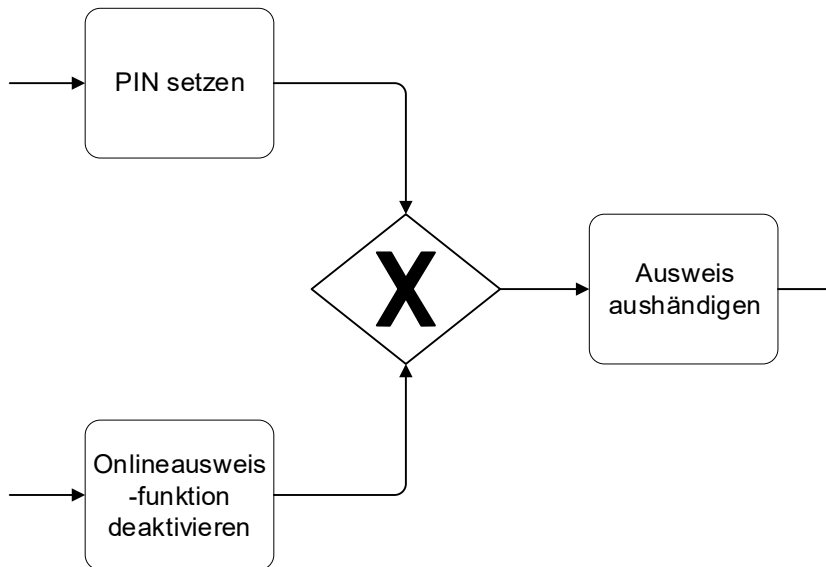 PIN setzen
X
Ausweis
aushändigen
Onlineausweis
-funktion
deaktivieren